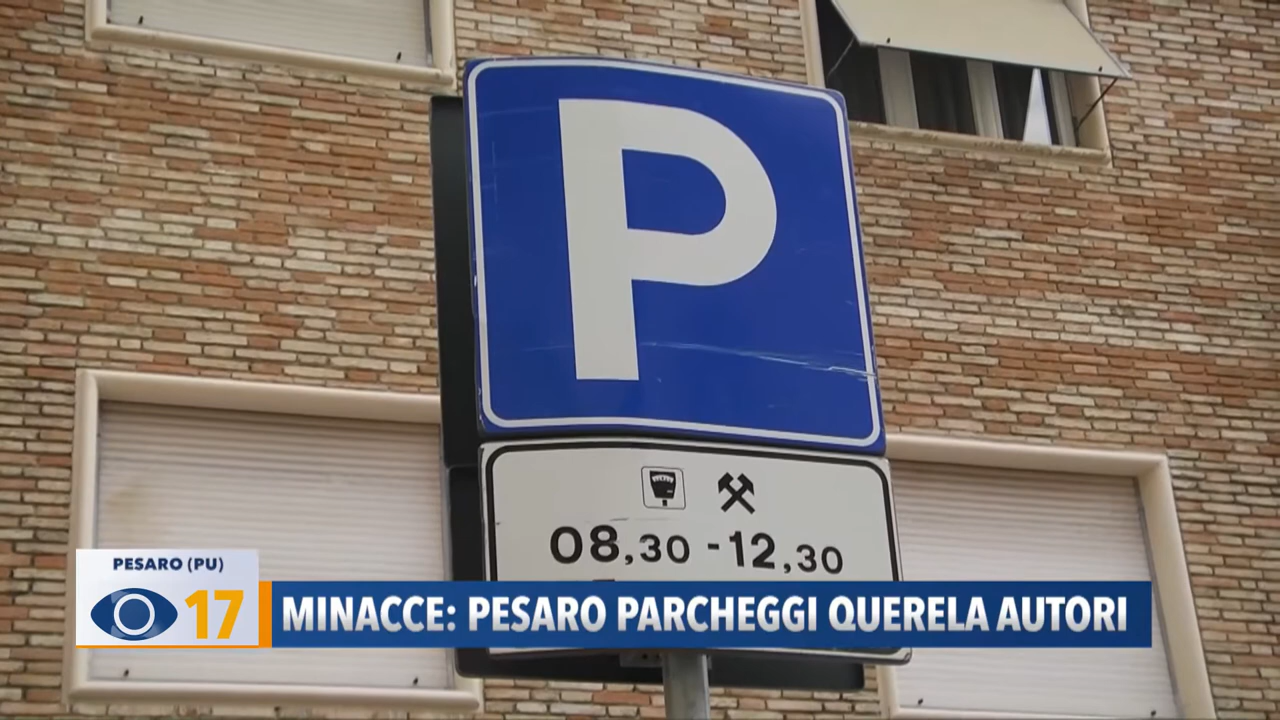 P
08,30 - 12,30
PESARO (PU)
17
MINACCE: PESARO PARCHEGGI QUERELA AUTORI